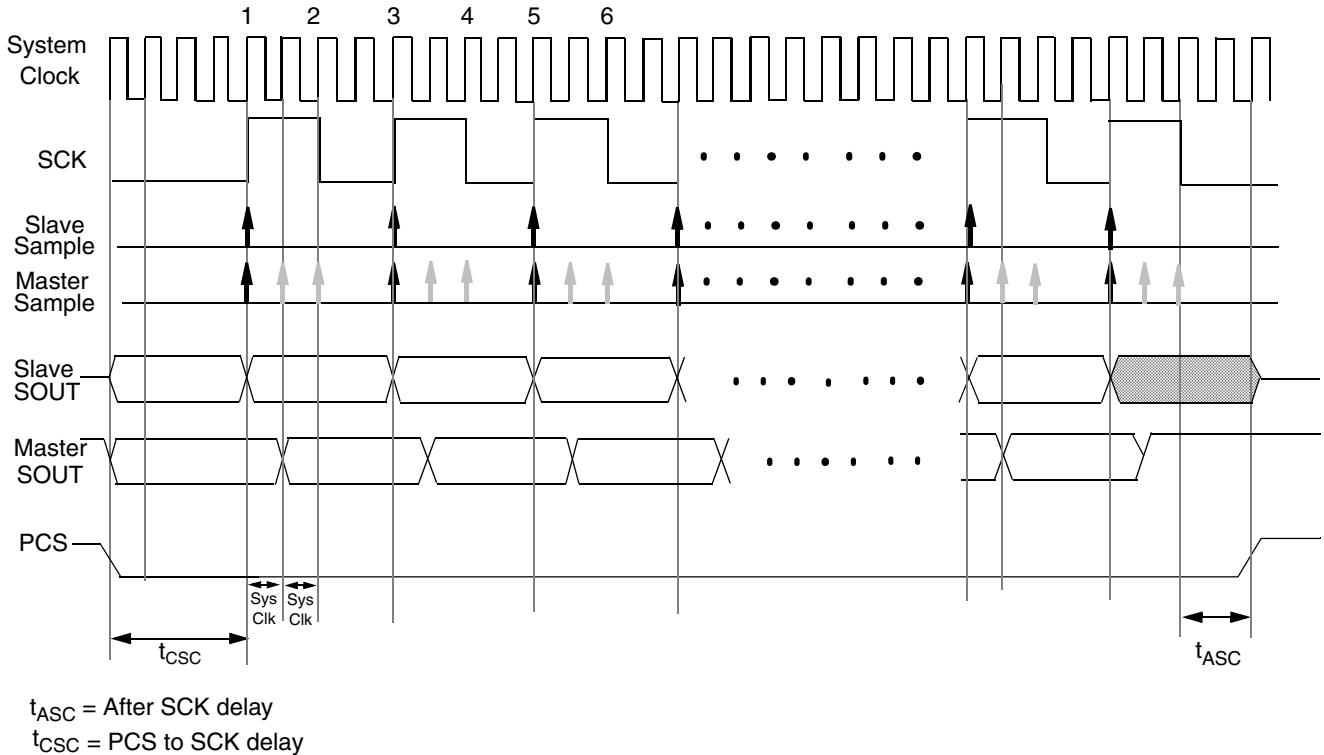 1 2 3 4 5 6
System
Clock
SCK
Slave
Sample
Master
Sample
Slave
SOUT
Master
SOUT
PCS
Sys
Clk
Sys
Clk
tCSC
tASC
tASC = After SCK delay
tCSC = PCS to SCK delay